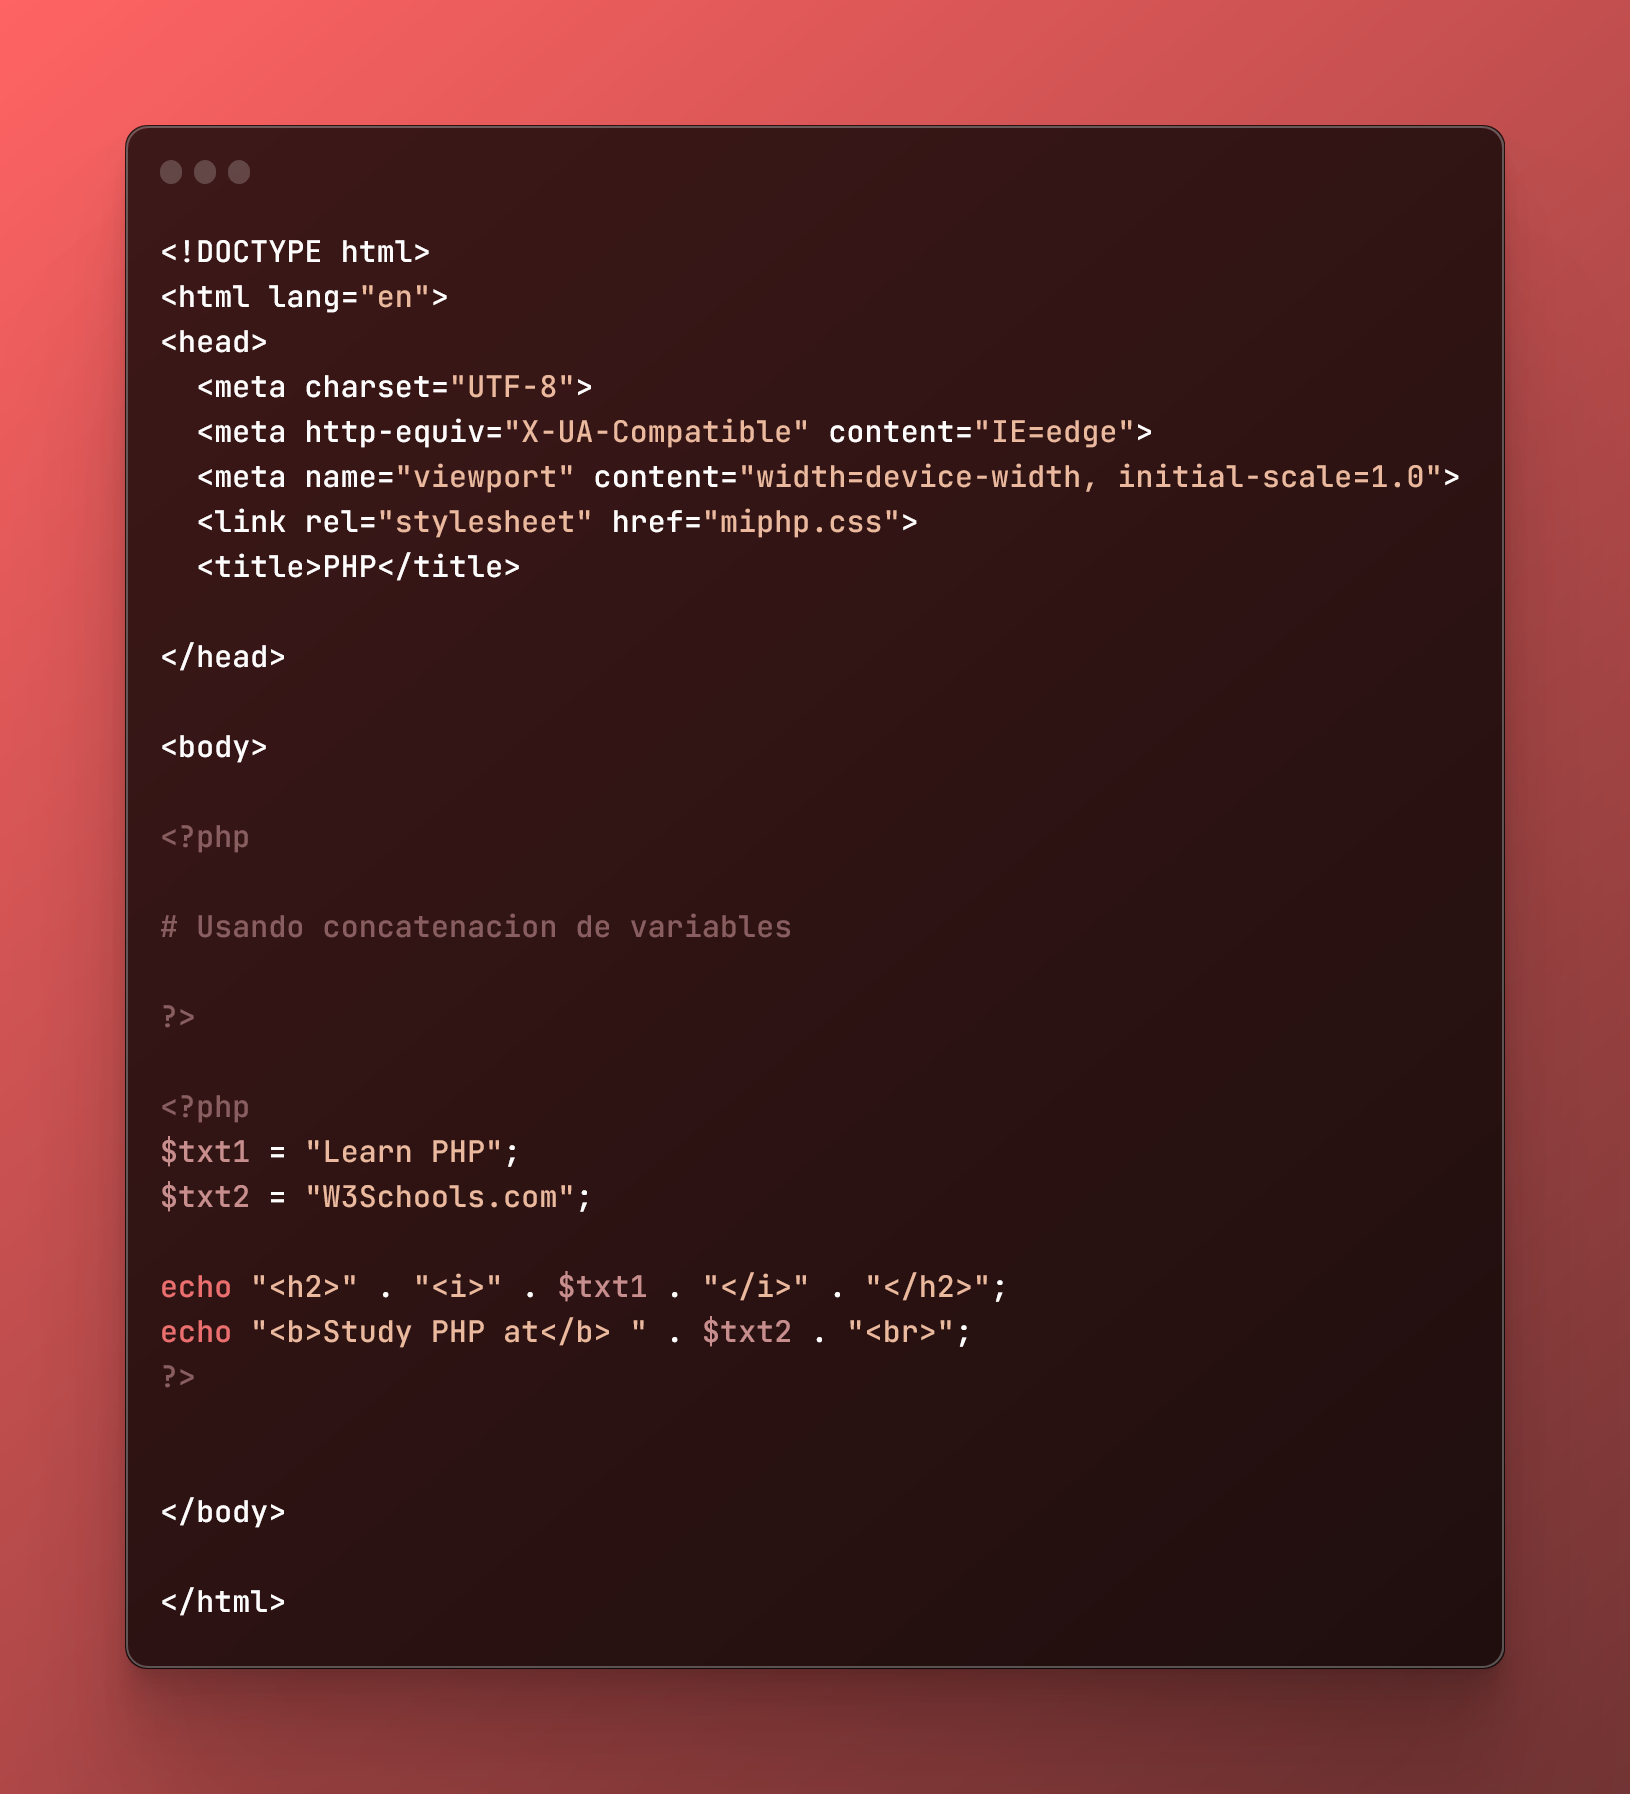 <!DOCTYPE html>
<html lang="en">
<head>
  <meta charset="UTF-8">
  <meta http-equiv="X-UA-Compatible" content="IE=edge">
  <meta name="viewport" content="width=device-width, initial-scale=1.0">
  <link rel="stylesheet" href="miphp.css">
  <title>PHP</title>

</head>

<body>

<?php

# Usando concatenacion de variables

?>

<?php
$txt1 = "Learn PHP";
$txt2 = "W3Schools.com";

echo "<h2>" . "<i>" . $txt1 . "</i>" . "</h2>";
echo "<b>Study PHP at</b> " . $txt2 . "<br>";
?>


</body>

</html>